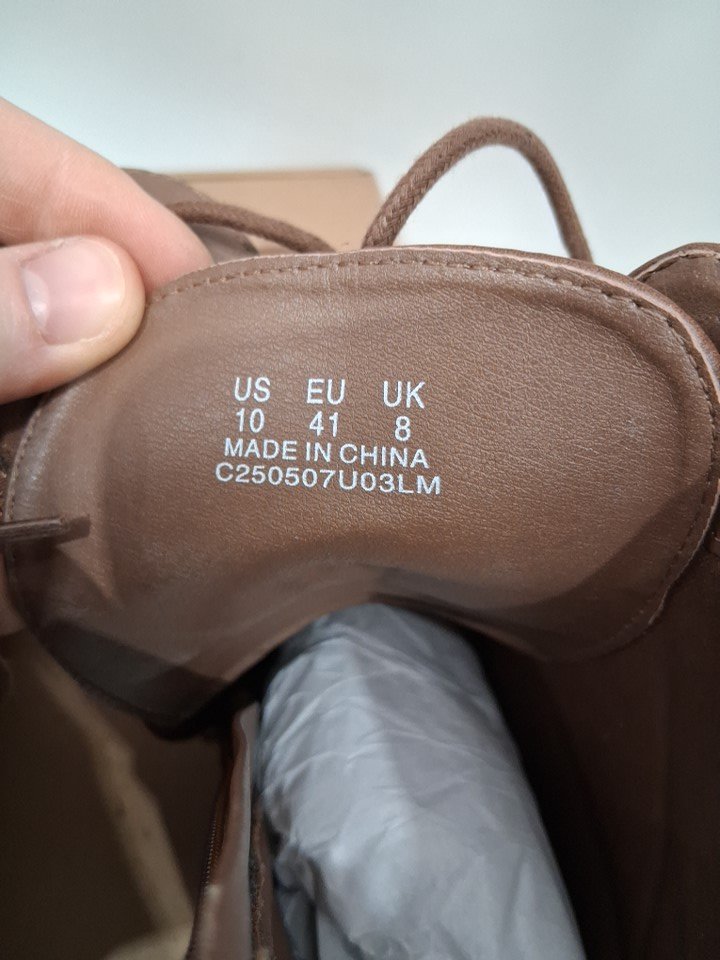 US EU UK
10 41 8
MADE IN CHINA
C250507U03LM